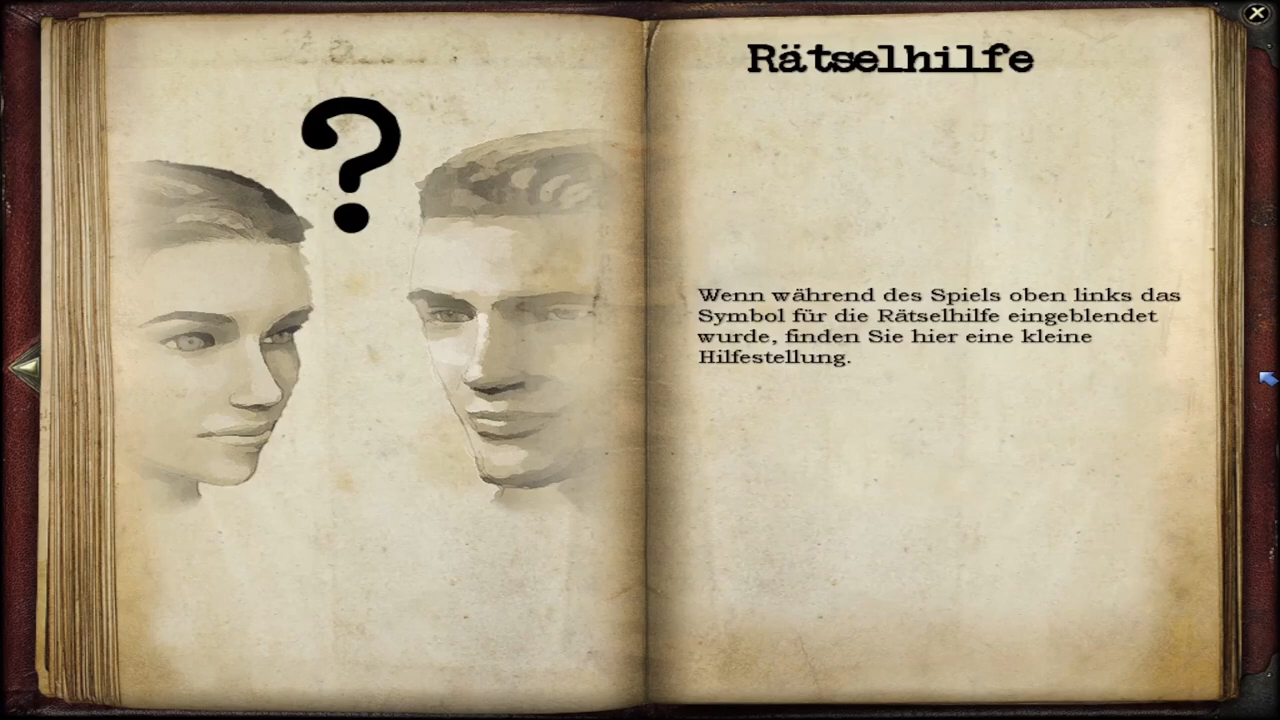 ?
Rätselhilfe
Wenn während des Spiels oben links das
Symbol für die Rätselhilfe eingeblendet
wurde, finden Sie hier eine kleine
Hilfestellung.